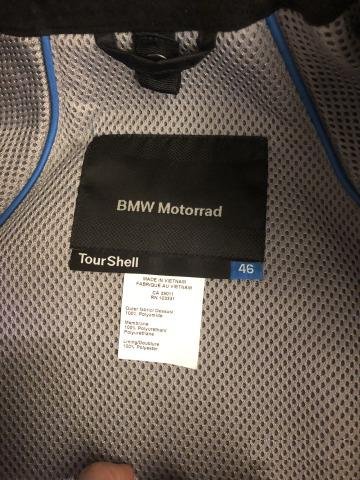 BMW Motorrad
TourShell 46
MADE IN VIETNAM
FABRIQUE AU VIETNAM
Outer fabric/ Dessus/
100% Polyamide
Membrane
100% Polyurethan/
Polyurethane
Lining/Doublure
100% Polyester